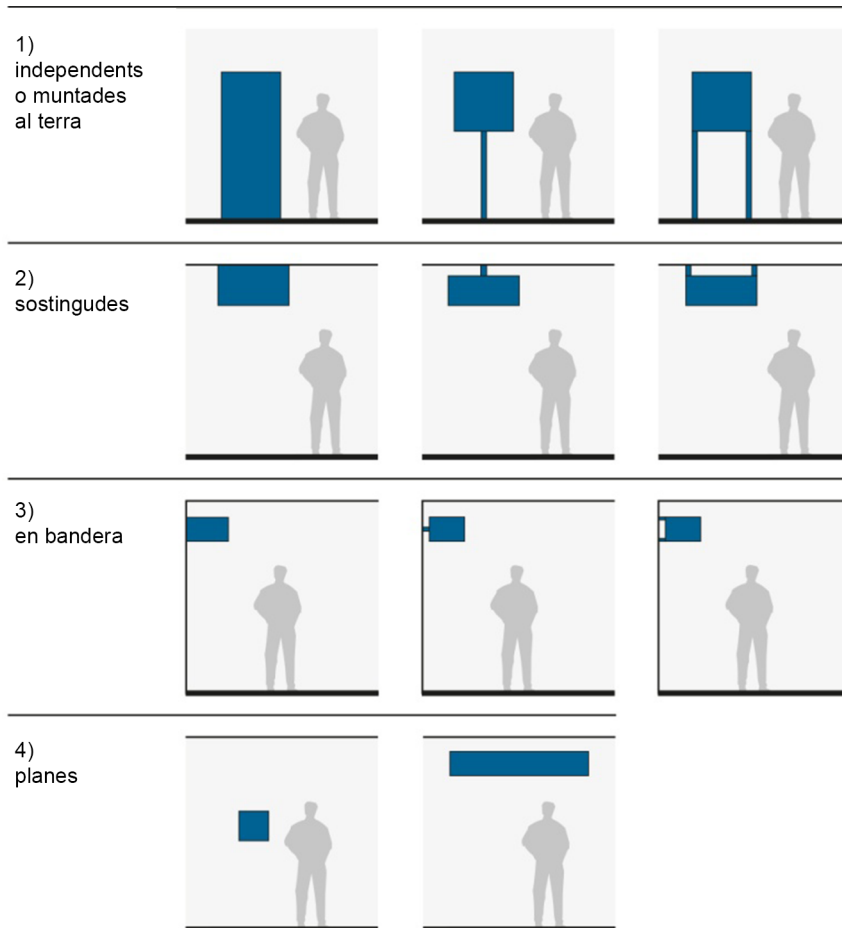 1)
independents
o muntades
al terra
2)
sostingudes
3)
en bandera
4)
planes